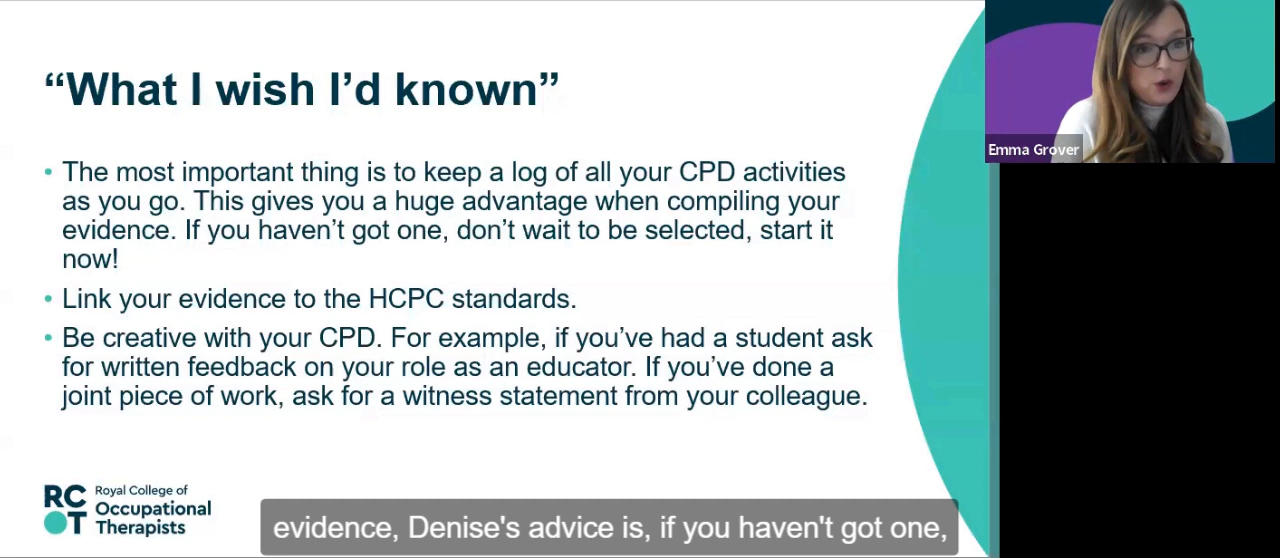 “What I wish I’d known”
• The most important thing is to keep a log of all your CPD activities
as you go. This gives you a huge advantage when compiling your
evidence. If you haven’t got one, don’t wait to be selected, start it
now!
• Link your evidence to the HCPC standards.
• Be creative with your CPD. For example, if you’ve had a student ask
for written feedback on your role as an educator. If you’ve done a
joint piece of work, ask for a witness statement from your colleague.
Emma Grover
RCOT
Royal College of
Occupational
Therapists
evidence, Denise's advice is, if you haven't got one,